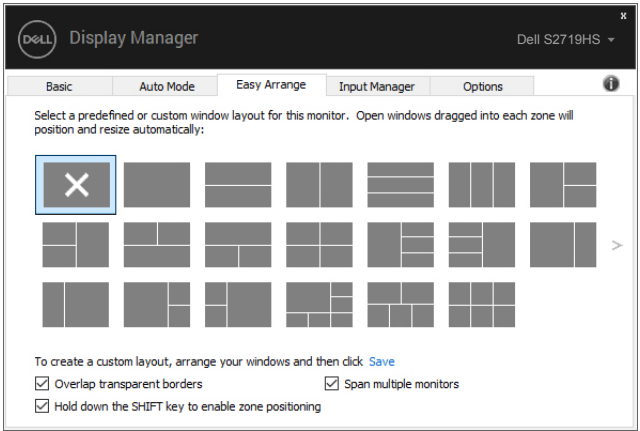 x
DELL Display Manager
Dell S2719HS
Basic Auto Mode Easy Arrange Input Manager Options
Select a predefined or custom window layout for this monitor. Open windows dragged into each zone will
position and resize automatically:
To create a custom layout, arrange your windows and then click Save
Overlap transparent borders Span multiple monitors
Hold down the SHIFT key to enable zone positioning